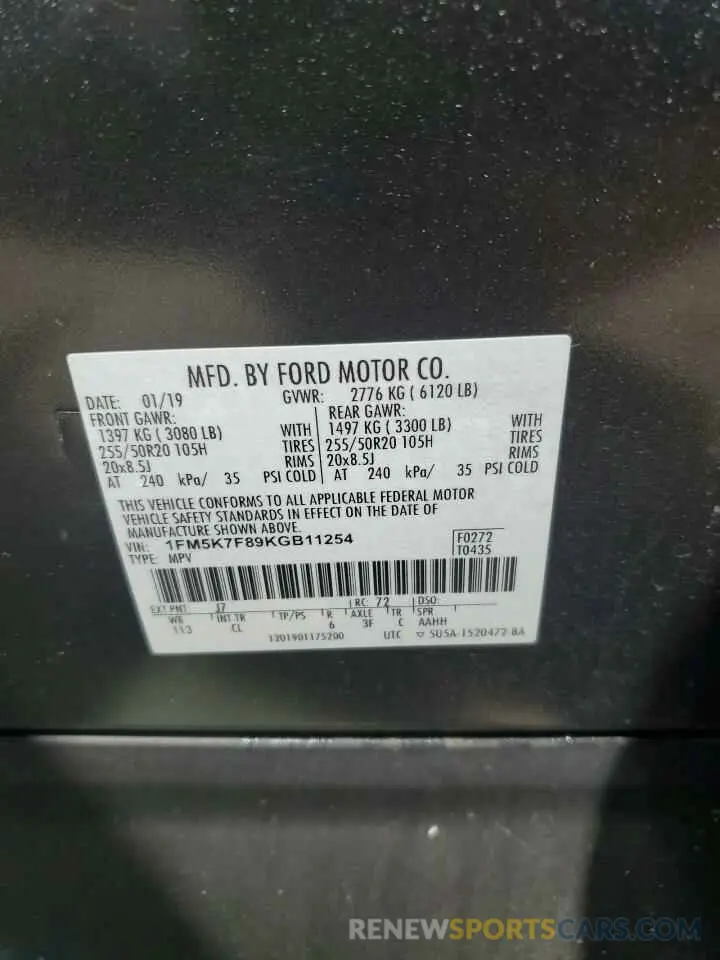 MFD. BY FORD MOTOR CO.
DATE: 01/19 GVWR: 2776 KG ( 6120 LB)
FRONT GAWR: REAR GAWR:
1397 KG ( 3080 LB) WITH 1497 KG ( 3300 LB) WITH
255/50R20 105H TIRES 255/50R20 105H TIRES
20x8.5J RIMS 20x8.5J RIMS
AT 240 kPa/ 35 PSI COLD AT 240 kPa/ 35 PSI COLD
THIS VEHICLE CONFORMS TO ALL APPLICABLE FEDERAL MOTOR
VEHICLE SAFETY STANDARDS IN EFFECT ON THE DATE OF
MANUFACTURE SHOWN ABOVE.
VIN: 1FM5K7F89KGB11254 F0272
TYPE: MPV T0435
EXT PNT: J7 RC: 72 DSO:
WB INT TR TP/PS R AXLE TR SPR
113 CL 6 3F C AAHH
1201901175200 UTC ▽ 5U5A-1520472-BA
RENEWSPORTSCARS.COM